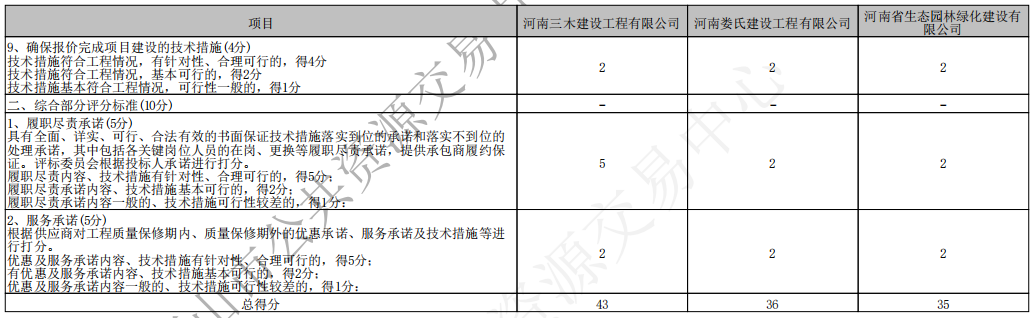 项目 河南三木建设工程有限公司 河南娄氏建设工程有限公司 河南省生态园林绿化建设有限公司
9、确保报价完成项目建设的技术措施(4分)
技术措施符合工程情况，有针对性、合理可行的，得4分
技术措施符合工程情况，基本可行的，得2分
技术措施基本符合工程情况，可行性一般的，得1分
2 2 2
二、综合部分评分标准(10分) - - -
1、履职尽责承诺(5分)
具有全面、详实、可行、合法有效的书面保证技术措施落实到位的承诺和落实不到位的
处理承诺，其中包括各关键岗位人员的在岗、更换等履职尽责承诺，提供承包商履约保
证。评标委员会根据投标人承诺进行打分。
履职尽责内容、技术措施有针对性、合理可行的，得5分；
履职尽责承诺内容、技术措施基本可行的，得2分；
履职尽责承诺内容一般的、技术措施可行性较差的，得1分；
5 2 2
2、服务承诺(5分)
根据供应商对工程质量保修期内、质量保修期外的优惠承诺、服务承诺及技术措施等进
行打分。
优惠及服务承诺内容、技术措施有针对性、合理可行的，得5分；
有优惠及服务承诺内容、技术措施基本可行的，得2分；
优惠及服务承诺内容一般的、技术措施可行性较差的，得1分；
2 2 2
总得分 43 36 35
山市公共资源交易中
资源交易中心